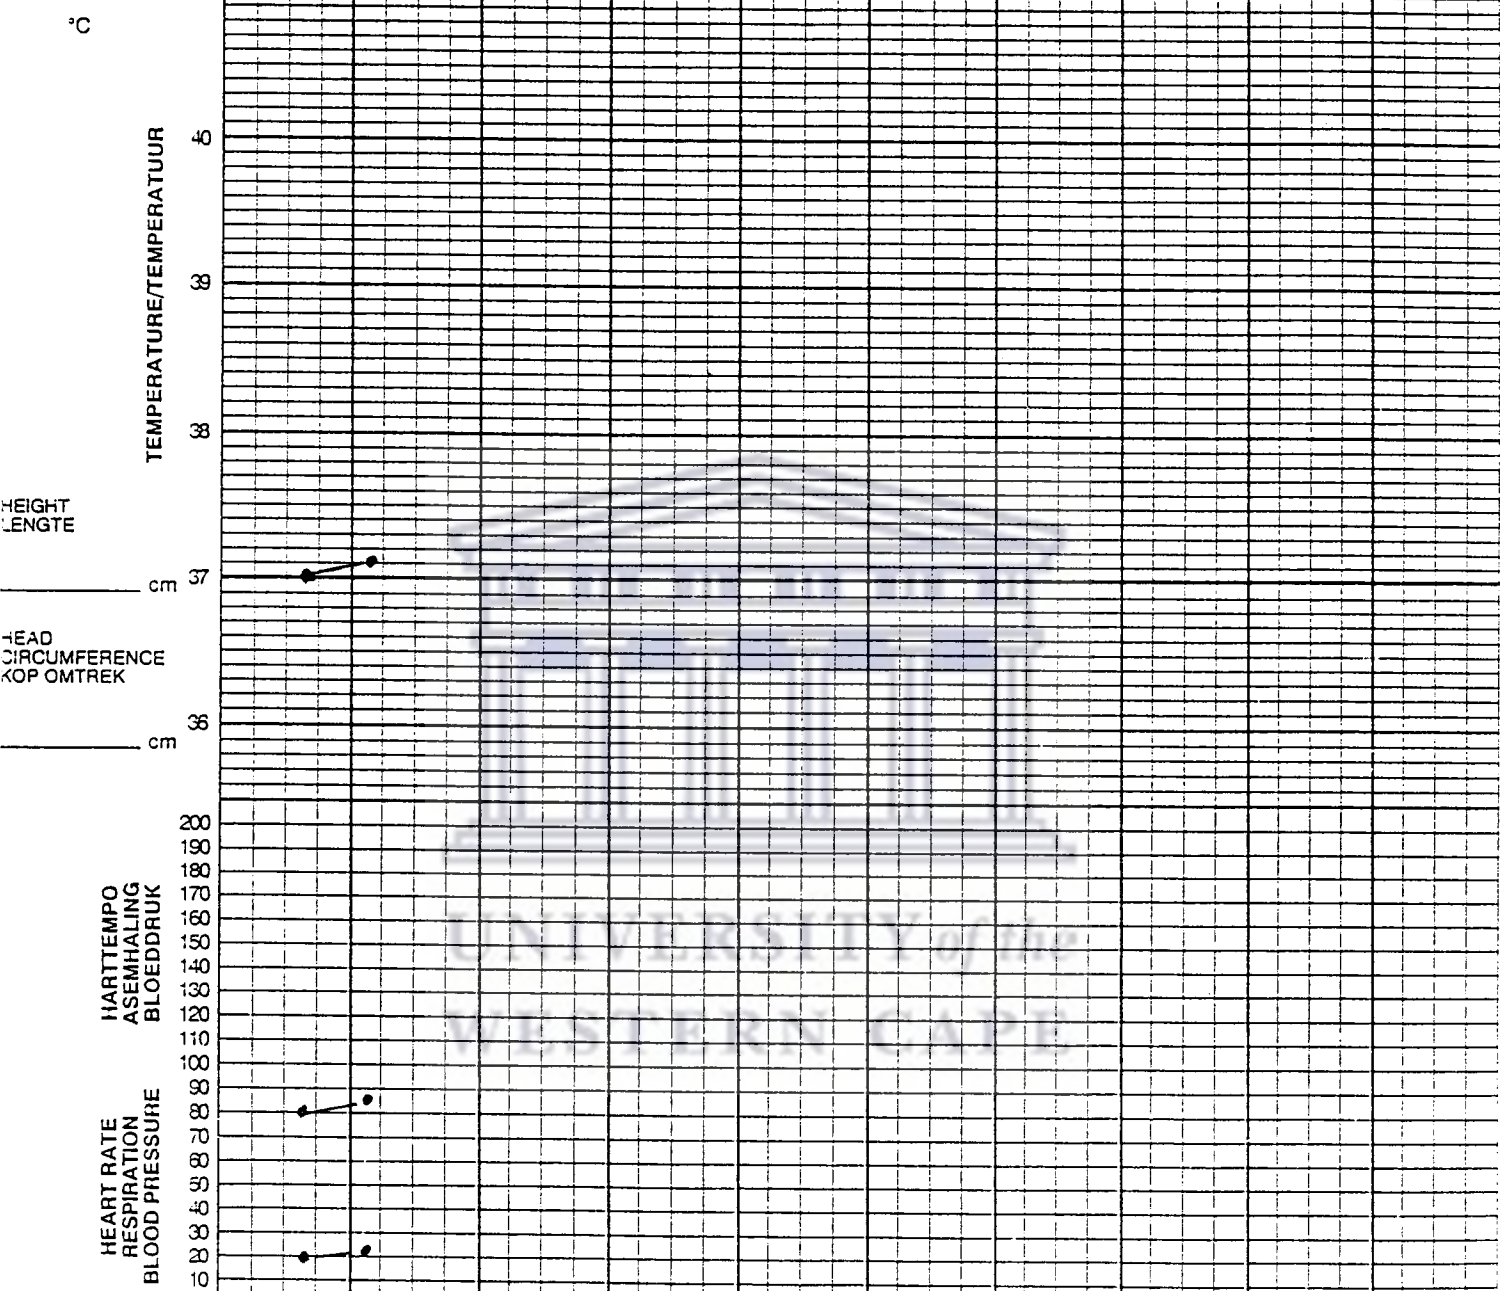 °C
TEMPERATURE/TEMPERATUUR
40
39
38
37
36
HEIGHT
LENGTE
cm
HEAD
CIRCUMFERENCE
KOP OMTREK
cm
HARTTEMPO
ASEMHALING
BLOEDDRUK
HEART RATE
RESPIRATION
BLOOD PRESSURE
200
190
180
170
160
150
140
130
120
110
100
90
80
70
60
50
40
30
20
10
UNIVERSITY of the
WESTERN CAPE